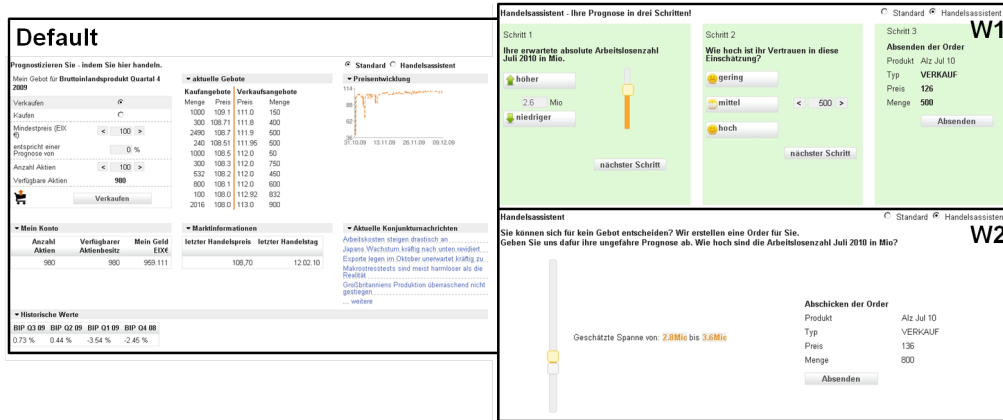 Default
Prognostizieren Sie - indem Sie hier handeln.
Standard Handelsassistent
Mein Gebot für Bruttoinlandsprodukt Quartal 4
2009
Verkaufen
Kaufen
Mindestpreis (EIX
€)
< 100 >
entspricht einer
Prognose von
0 %
Anzahl Aktien < 100 >
Verfügbare Aktien 980
Verkaufen
aktuelle Gebote
Kaufangebote Verkaufsangebote
Menge Preis Preis Menge
1000 109.1 111.0 150
300 108.71 111.8 400
2490 108.7 111.9 500
240 108.51 111.95 500
1000 108.5 112.0 50
300 108.3 112.0 750
532 108.2 112.0 450
800 108.1 112.0 600
100 108.0 112.92 832
2016 108.0 113.0 900
Preisentwicklung
114
88
62
36
31.10.09 13.11.09 26.11.09 09.12.09
Mein Konto
Anzahl Aktien Verfügbarer Aktienbesitz Mein Geld EIX€
980 980 959.111
Marktinformationen
letzter Handelspreis letzter Handelstag
108,70 12.02.10
Aktuelle Konjunkturnachrichten
Arbeitskosten steigen drastisch an
Japans Wachstum kräftig nach unten revidiert
Exporte legen im Oktober unerwartet kräftig zu
Makrostresstests sind meist harmloser als die
Realität
Großbritanniens Produktion überraschend nicht
gestiegen
... weitere
Historische Werte
BIP Q3 09 BIP Q2 09 BIP Q1 09 BIP Q4 08
0.73 % 0.44 % -3.54 % -2.45 %
Handelsassistent - Ihre Prognose in drei Schritten!
Standard Handelsassistent
W1
Schritt 1
Ihre erwartete absolute Arbeitslosenzahl
Juli 2010 in Mio.
höher
2.6 Mio
niedriger
nächster Schritt
Schritt 2
Wie hoch ist ihr Vertrauen in diese
Einschätzung?
gering
mittel
< 500 >
hoch
nächster Schritt
Schritt 3
Absenden der Order
Produkt Alz Jul 10
Typ VERKAUF
Preis 126
Menge 500
Absenden
Handelsassistent
Standard Handelsassistent
W2
Sie können sich für kein Gebot entscheiden? Wir erstellen eine Order für Sie.
Geben Sie uns dafür ihre ungefähre Prognose ab. Wie hoch sind die Arbeitslosenzahl Juli 2010 in Mio?
Geschätzte Spanne von: 2.8Mio bis 3.6Mio
Abschicken der Order
Produkt Alz Jul 10
Typ VERKAUF
Preis 136
Menge 800
Absenden